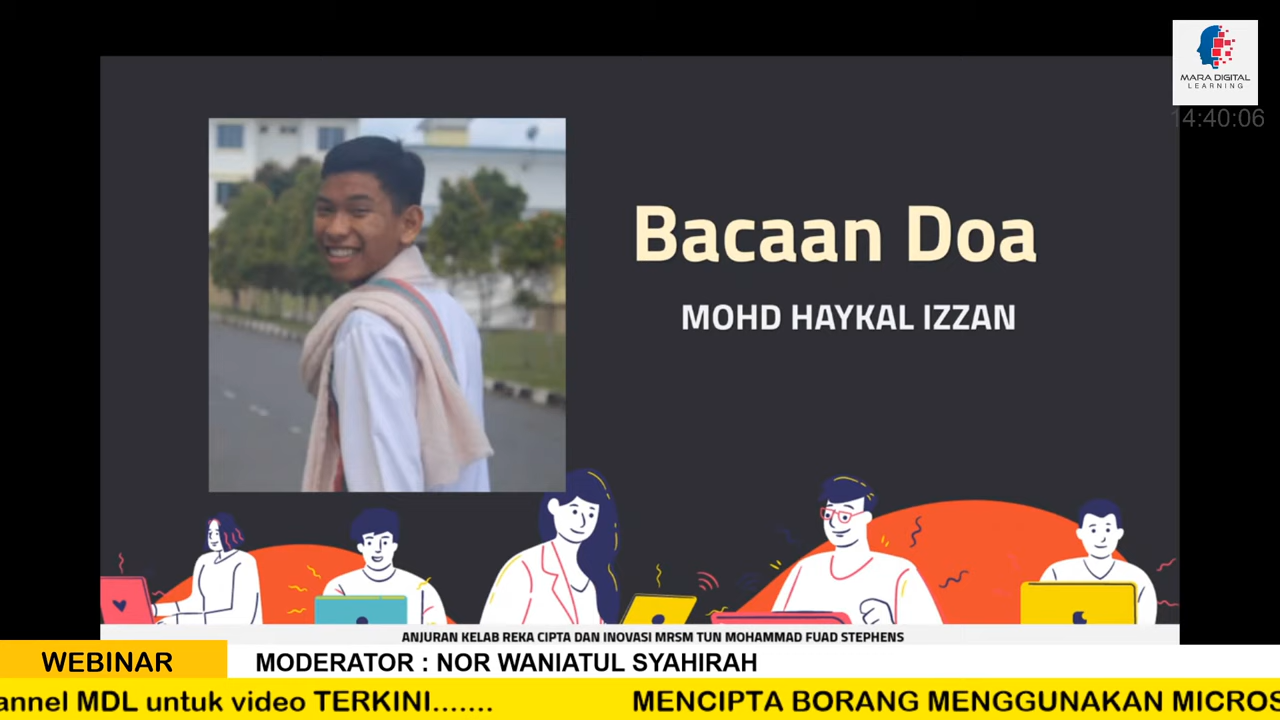 MARA DIGITAL
LEARNING
14:40:06
Bacaan Doa
MOHD HAYKAL IZZAN
ANJURAN KELAB REKA CIPTA DAN INOVASI MRSM TUN MOHAMMAD FUAD STEPHENS
WEBINAR
MODERATOR : NOR WANIATUL SYAHIRAH
annel MDL untuk video TERKINI....... MENCIPTA BORANG MENGGUNAKAN MICROS